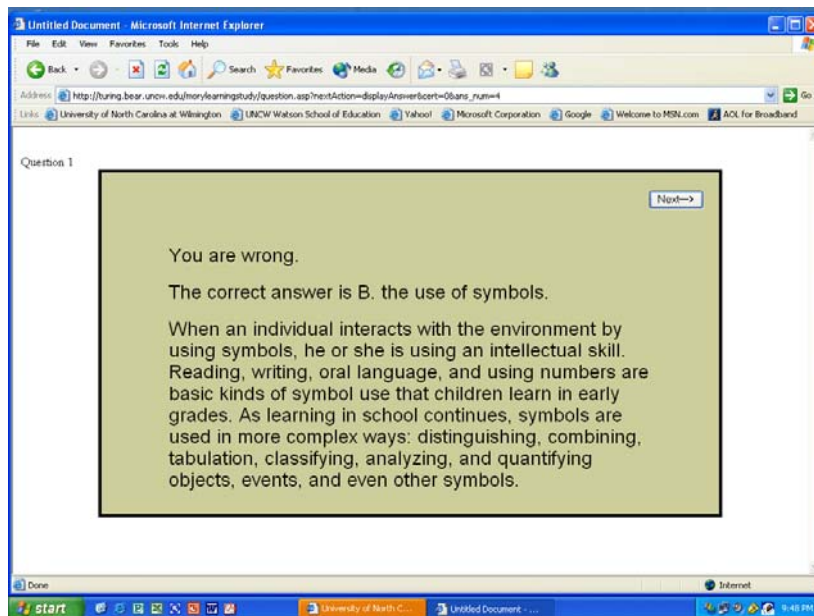 Untitled Document - Microsoft Internet Explorer
File Edit View Favorites Tools Help
Back Search Favorites Media
Address http://turing.bear.uncw.edu/morylearningstudy/question.asp?nextAction=displayAnswer&cert=0&ans_num=4 Go
Links University of North Carolina at Wilmington UNCW Watson School of Education Yahoo! Microsoft Corporation Google Welcome to MSN.com AOL for Broadband
Question 1
Next-->
You are wrong.
The correct answer is B. the use of symbols.
When an individual interacts with the environment by
using symbols, he or she is using an intellectual skill.
Reading, writing, oral language, and using numbers are
basic kinds of symbol use that children learn in early
grades. As learning in school continues, symbols are
used in more complex ways: distinguishing, combining,
tabulation, classifying, analyzing, and quantifying
objects, events, and even other symbols.
Done Internet
start University of North C... Untitled Document - ... 9:48 PM